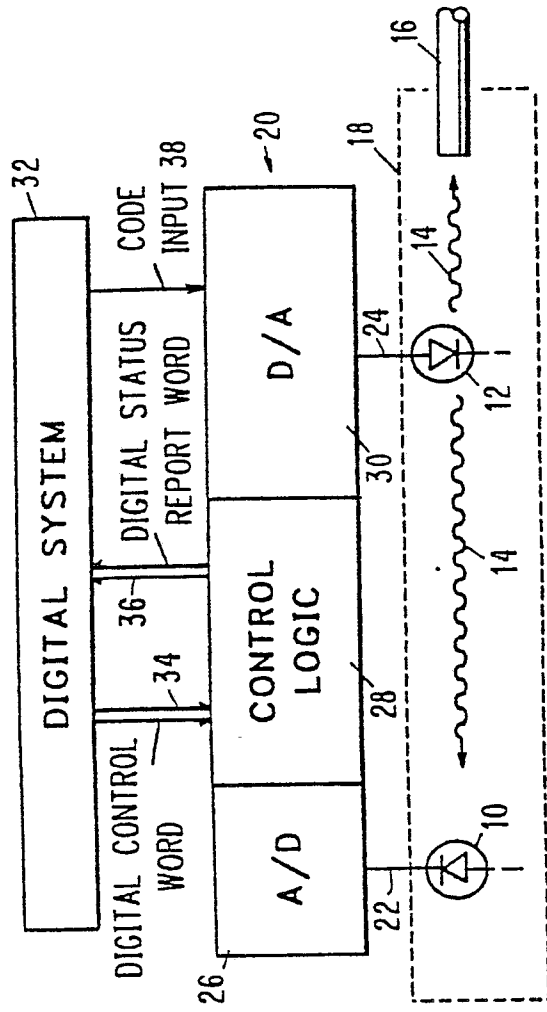 32
DIGITAL SYSTEM
DIGITAL CONTROL
WORD
34
36
DIGITAL STATUS
REPORT WORD
CODE
INPUT 38
20
26
A/D
CONTROL
LOGIC
D/A
28
30
22
24
18
16
10
14
12
14